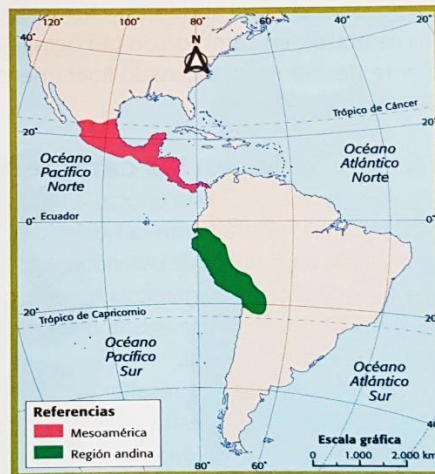 120° 100° 80° 60° 40°
N
40°
Trópico de Cáncer
20°
20°
Océano
Pacífico
Norte
Océano
Atlántico
Norte
Ecuador
0°
0°
20°
20°
Trópico de Capricornio
Océano
Pacífico
Sur
Océano
Atlántico
Sur
40°
Referencias
Mesoamérica
Región andina
Escala gráfica
0 1.000 2.000 km
80° 60° 40°